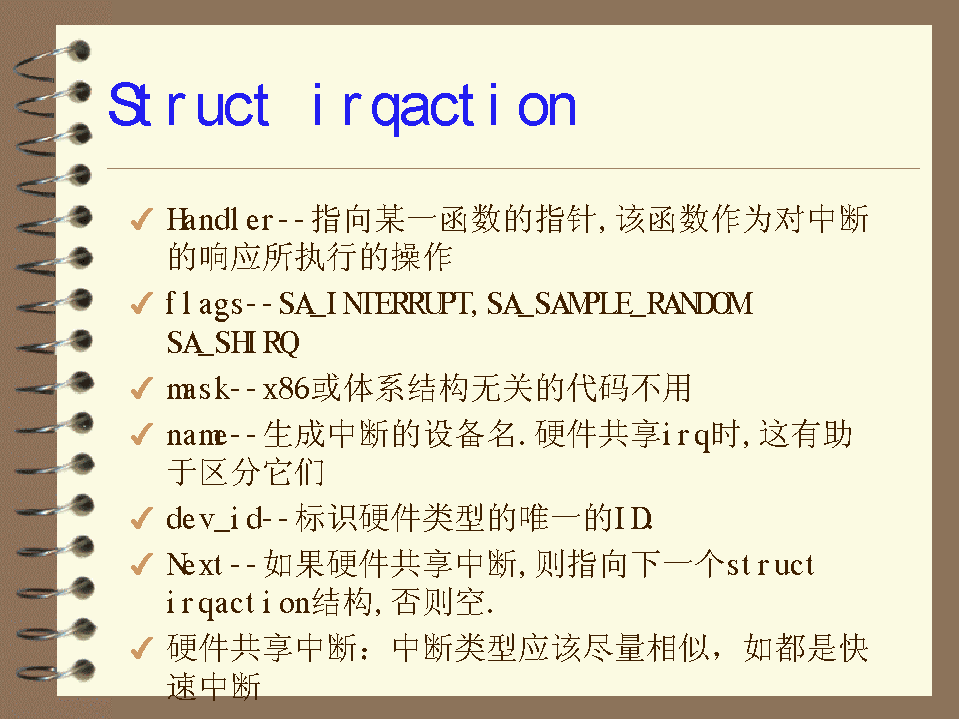 Struct irqaction
Handler--指向某一函数的指针,该函数作为对中断
的响应所执行的操作
flags--SA_INTERRUPT, SA_SAMPLE_RANDOM
SA_SHIRQ
mask--x86或体系结构无关的代码不用
name--生成中断的设备名.硬件共享irq时,这有助
于区分它们
dev_id--标识硬件类型的唯一的ID.
Next--如果硬件共享中断,则指向下一个struct
irqaction结构,否则空.
硬件共享中断：中断类型应该尽量相似，如都是快
速中断